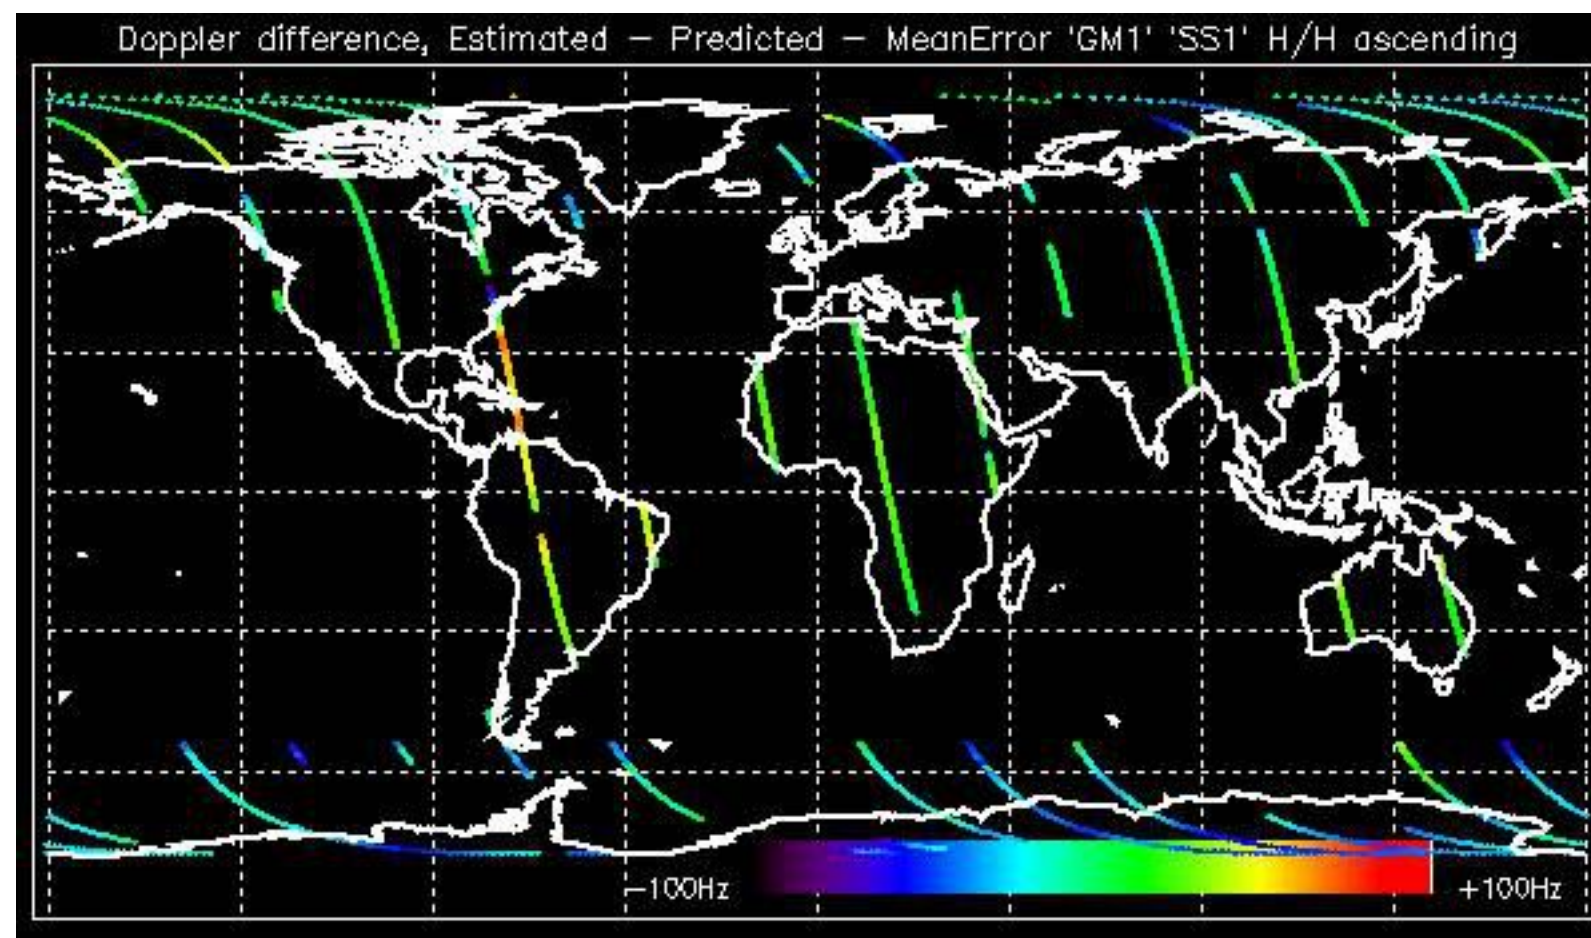 Doppler difference, Estimated – Predicted – MeanError 'GM1' 'SS1' H/H ascending
–100Hz +100Hz